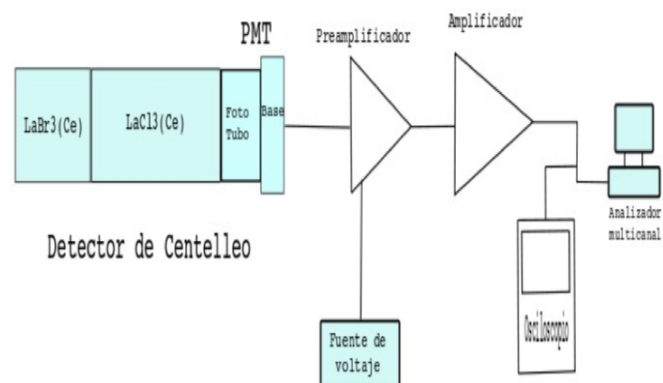 PMT
Preamplificador
Amplificador
LaBr3(Ce)
LaCl3(Ce)
Foto
Tubo
Base
Detector de Centelleo
Analizador
multicanal
Osciloscopio
Fuente de
voltaje